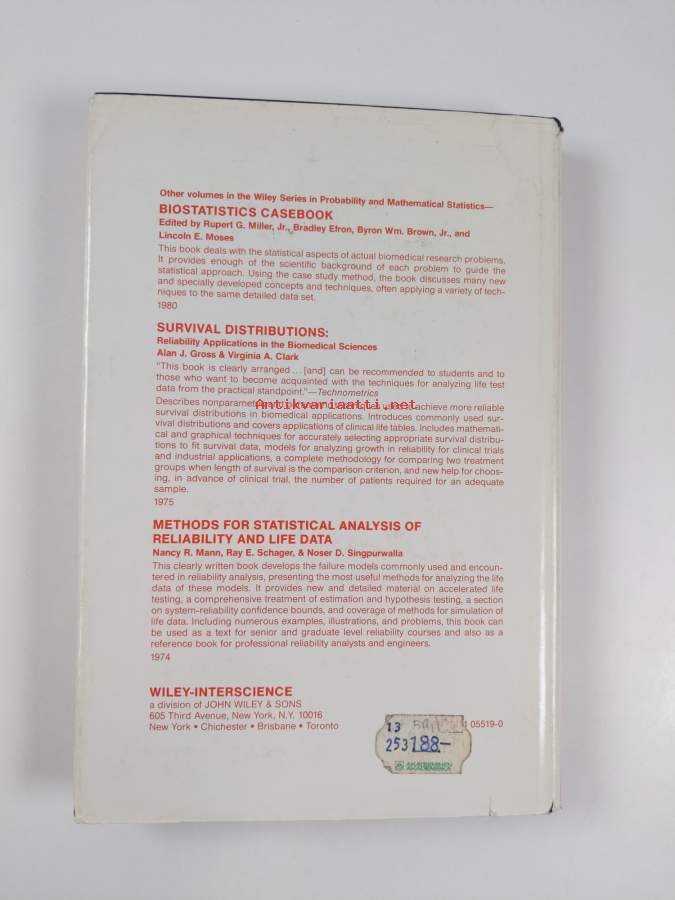 Other volumes in the Wiley Series in Probability and Mathematical Statistics—
BIOSTATISTICS CASEBOOK
Edited by Rupert G. Miller, Jr., Bradley Efron, Byron Wm. Brown, Jr., and
Lincoln E. Moses
This book deals with the statistical aspects of actual biomedical research problems.
It provides enough of the scientific background of each problem to guide the
statistical approach. Using the case study method, the book discusses many new
and specially developed concepts and techniques, often applying a variety of tech-
niques to the same detailed data set.
1980
SURVIVAL DISTRIBUTIONS:
Reliability Applications in the Biomedical Sciences
Alan J. Gross & Virginia A. Clark
"This book is clearly arranged ... [and] can be recommended to students and to
those who want to become acquainted with the techniques for analyzing life test
data from the practical standpoint."—Technometrics
Antikvariaatti.net
Describes nonparametric achieve more reliable
survival distributions in biomedical applications. Introduces commonly used sur-
vival distributions and covers applications of clinical life tables. Includes mathemati-
cal and graphical techniques for accurately selecting appropriate survival distribu-
tions to fit survival data, models for analyzing growth in reliability for clinical trials
and industrial applications, a complete methodology for comparing two treatment
groups when length of survival is the comparison criterion, and new help for choos-
ing, in advance of clinical trial, the number of patients required for an adequate
sample.
1975
METHODS FOR STATISTICAL ANALYSIS OF
RELIABILITY AND LIFE DATA
Nancy R. Mann, Ray E. Schager, & Noser D. Singpurwalla
This clearly written book develops the failure models commonly used and encoun-
tered in reliability analysis, presenting the most useful methods for analyzing the life
data of these models. It provides new and detailed material on accelerated life
testing, a comprehensive treatment of estimation and hypothesis testing, a section
on system-reliability confidence bounds, and coverage of methods for simulation of
life data. Including numerous examples, illustrations, and problems, this book can
be used as a text for senior and graduate level reliability courses and also as a
reference book for professional reliability analysts and engineers.
1974
WILEY-INTERSCIENCE
a division of JOHN WILEY & SONS
605 Third Avenue, New York, N.Y. 10016
New York • Chichester • Brisbane • Toronto
05519-0
13
253 188-